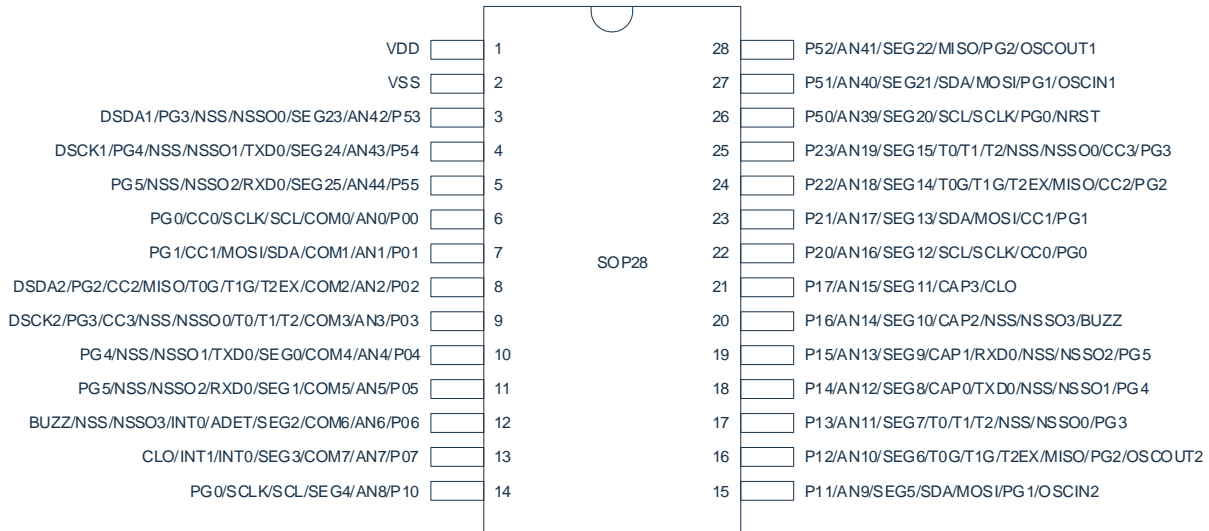 VDD 1 28 P52/AN41/SEG22/MISO/PG2/OSCOUT1
VSS 2 27 P51/AN40/SEG21/SDA/MOSI/PG1/OSCIN1
DSDA1/PG3/NSS/NSSO0/SEG23/AN42/P53 3 26 P50/AN39/SEG20/SCL/SCLK/PG0/NRST
DSCK1/PG4/NSS/NSSO1/TXD0/SEG24/AN43/P54 4 25 P23/AN19/SEG15/T0/T1/T2/NSS/NSSO0/CC3/PG3
PG5/NSS/NSSO2/RXD0/SEG25/AN44/P55 5 24 P22/AN18/SEG14/T0G/T1G/T2EX/MISO/CC2/PG2
PG0/CC0/SCLK/SCL/COM0/AN0/P00 6 23 P21/AN17/SEG13/SDA/MOSI/CC1/PG1
PG1/CC1/MOSI/SDA/COM1/AN1/P01 7 22 P20/AN16/SEG12/SCL/SCLK/CC0/PG0
SOP28
DSDA2/PG2/CC2/MISO/T0G/T1G/T2EX/COM2/AN2/P02 8 21 P17/AN15/SEG11/CAP3/CLO
DSCK2/PG3/CC3/NSS/NSSO0/T0/T1/T2/COM3/AN3/P03 9 20 P16/AN14/SEG10/CAP2/NSS/NSSO3/BUZZ
PG4/NSS/NSSO1/TXD0/SEG0/COM4/AN4/P04 10 19 P15/AN13/SEG9/CAP1/RXD0/NSS/NSSO2/PG5
PG5/NSS/NSSO2/RXD0/SEG1/COM5/AN5/P05 11 18 P14/AN12/SEG8/CAP0/TXD0/NSS/NSSO1/PG4
BUZZ/NSS/NSSO3/INT0/ADET/SEG2/COM6/AN6/P06 12 17 P13/AN11/SEG7/T0/T1/T2/NSS/NSSO0/PG3
CLO/INT1/INT0/SEG3/COM7/AN7/P07 13 16 P12/AN10/SEG6/T0G/T1G/T2EX/MISO/PG2/OSCOUT2
PG0/SCLK/SCL/SEG4/AN8/P10 14 15 P11/AN9/SEG5/SDA/MOSI/PG1/OSCIN2